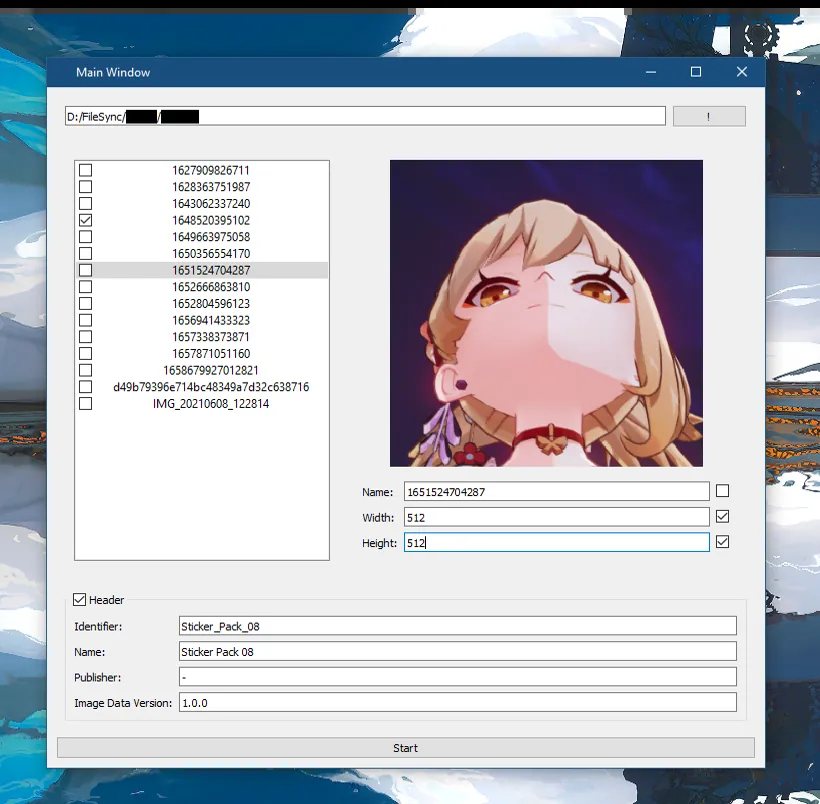 Main Window
D:/FileSync/ /
!
1627909826711
1628363751987
1643062337240
1648520395102
1649663975058
1650356554170
1651524704287
1652666863810
1652804596123
1656941433323
1657338373871
1657871051160
1658679927012821
d49b79396e714bc48349a7d32c638716
IMG_20210608_122814
Name: 1651524704287
Width: 512
Height: 512
Header
Identifier: Sticker_Pack_08
Name: Sticker Pack 08
Publisher: -
Image Data Version: 1.0.0
Start